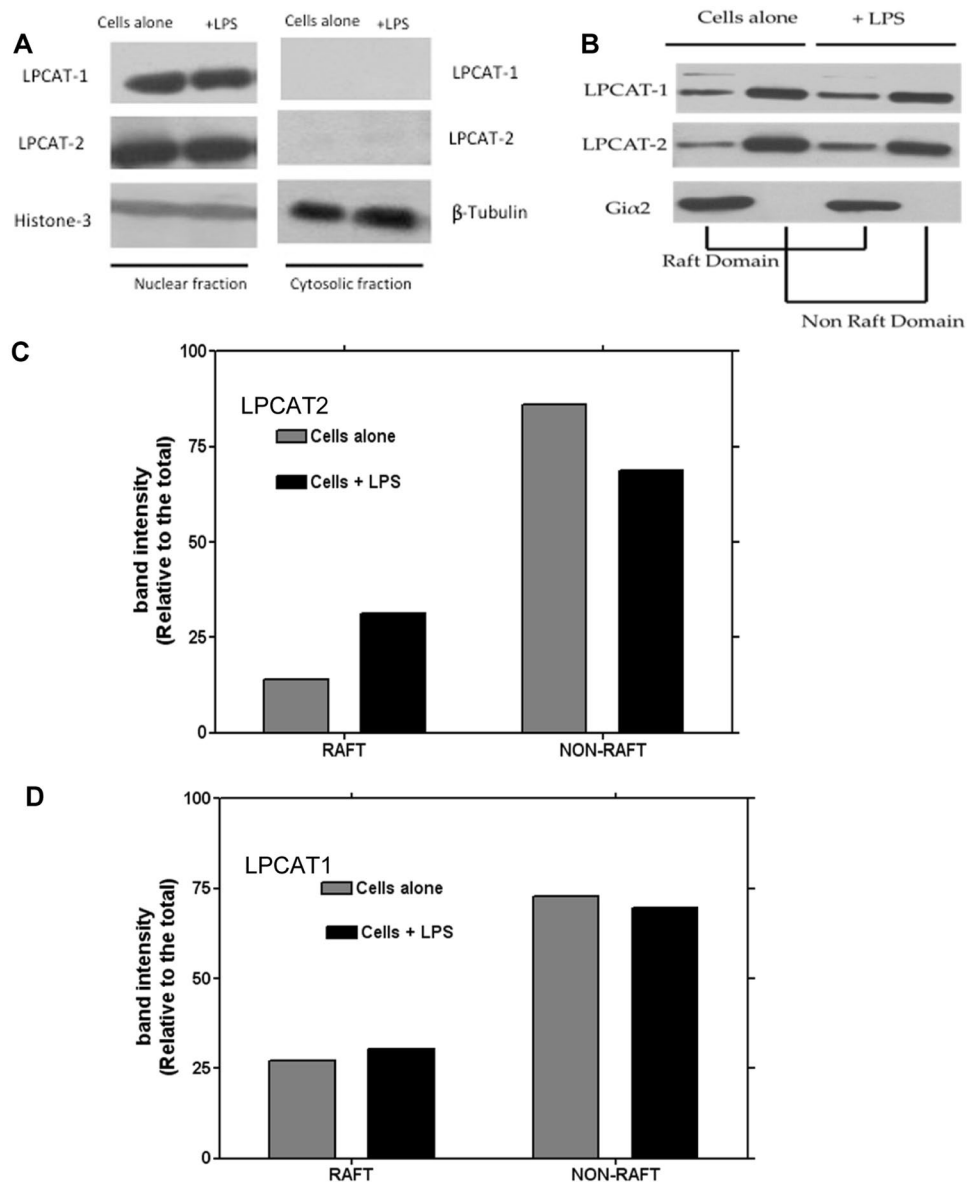 A
Cells alone +LPS Cells alone +LPS
LPCAT-1 LPCAT-1
LPCAT-2 LPCAT-2
Histone-3 β-Tubulin
Nuclear fraction Cytosolic fraction
B
Cells alone + LPS
LPCAT-1
LPCAT-2
Giα2
Raft Domain
Non Raft Domain
C
LPCAT2
Cells alone
Cells + LPS
band intensity
(Relative to the total)
100
75
50
25
0
RAFT NON-RAFT
D
LPCAT1
Cells alone
Cells + LPS
band intensity
(Relative to the total)
100
75
50
25
0
RAFT NON-RAFT